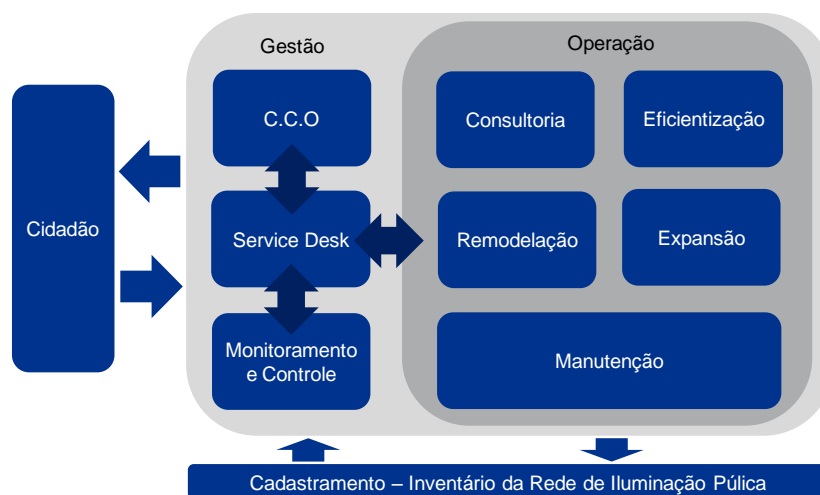 Gestão
Operação
C.C.O
Consultoria
Eficientização
Cidadão
Service Desk
Remodelação
Expansão
Monitoramento
e Controle
Manutenção
Cadastramento – Inventário da Rede de Iluminação Púlica